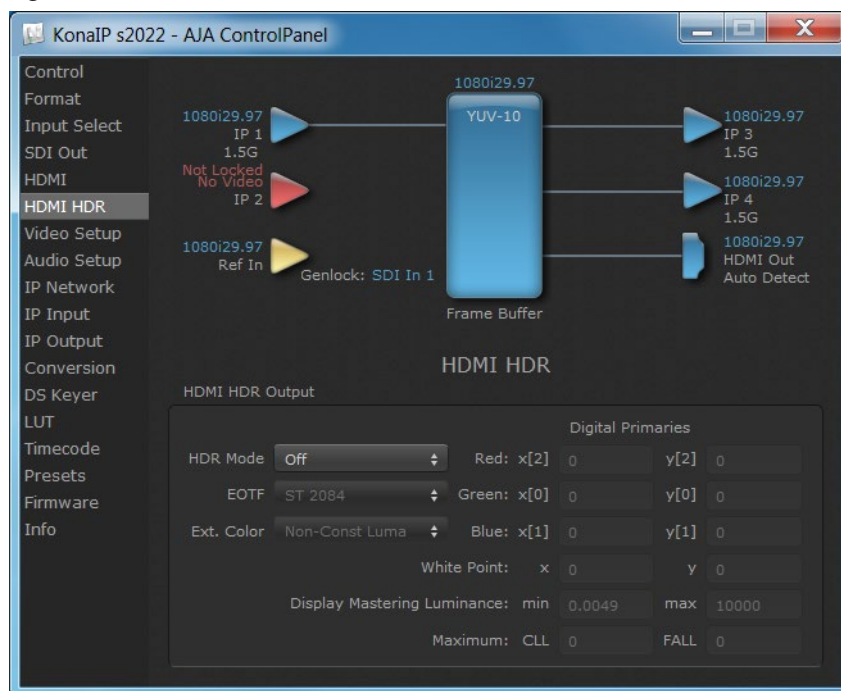 KonaIP s2022 - AJA ControlPanel
Control
Format
Input Select
SDI Out
HDMI
HDMI HDR
Video Setup
Audio Setup
IP Network
IP Input
IP Output
Conversion
DS Keyer
LUT
Timecode
Presets
Firmware
Info
1080i29.97
YUV-10
1080i29.97
IP 1
1.5G
Not Locked
No Video
IP 2
1080i29.97
Ref In
Genlock: SDI In 1
Frame Buffer
1080i29.97
IP 3
1.5G
1080i29.97
IP 4
1.5G
1080i29.97
HDMI Out
Auto Detect
HDMI HDR
HDMI HDR Output
Digital Primaries
HDR Mode Off Red: x[2] 0 y[2] 0
EOTF ST 2084 Green: x[0] 0 y[0] 0
Ext. Color Non-Const Luma Blue: x[1] 0 y[1] 0
White Point: x 0 y 0
Display Mastering Luminance: min 0.0049 max 10000
Maximum: CLL 0 FALL 0